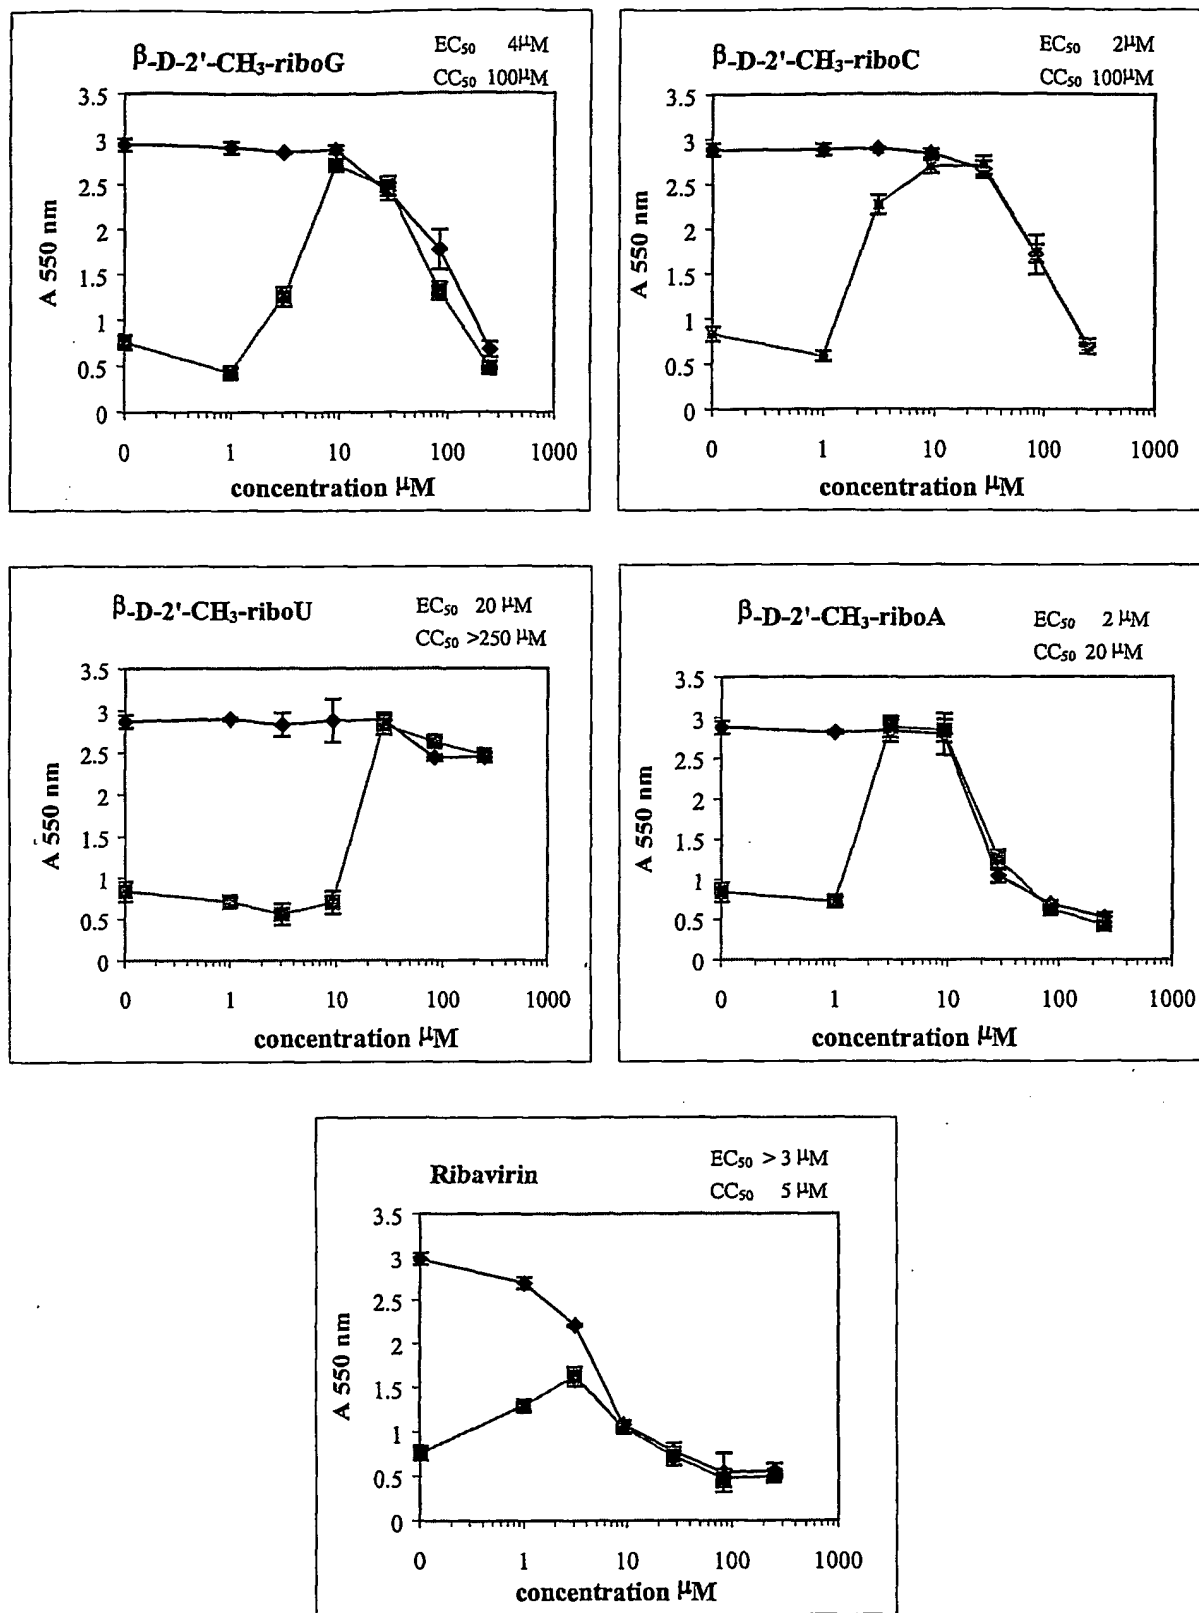 β-D-2'-CH₃-riboG
EC₅₀ 4μM
CC₅₀ 100μM
3.5
3
2.5
2
1.5
1
0.5
0
A 550 nm
0 1 10 100 1000
concentration μM
β-D-2'-CH₃-riboC
EC₅₀ 2μM
CC₅₀ 100μM
3.5
3
2.5
2
1.5
1
0.5
0
A 550 nm
0 1 10 100 1000
concentration μM
β-D-2'-CH₃-riboU
EC₅₀ 20 μM
CC₅₀ >250 μM
3.5
3
2.5
2
1.5
1
0.5
0
A 550 nm
0 1 10 100 1000
concentration μM
β-D-2'-CH₃-riboA
EC₅₀ 2 μM
CC₅₀ 20 μM
3.5
3
2.5
2
1.5
1
0.5
0
A 550 nm
0 1 10 100 1000
concentration μM
Ribavirin
EC₅₀ > 3 μM
CC₅₀ 5 μM
3.5
3
2.5
2
1.5
1
0.5
0
A 550 nm
0 1 10 100 1000
concentration μM